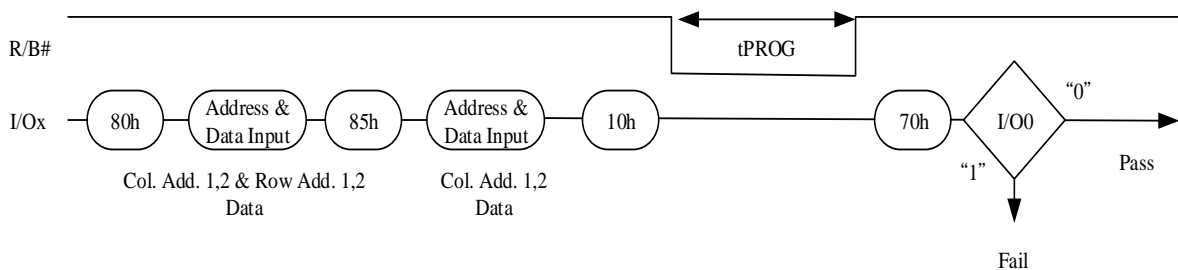 R/B#
tPROG
I/Ox
80h
Address &
Data Input
85h
Address &
Data Input
10h
70h
I/O0
“0”
“1”
Pass
Col. Add. 1,2 & Row Add. 1,2
Data
Col. Add. 1,2
Data
Fail